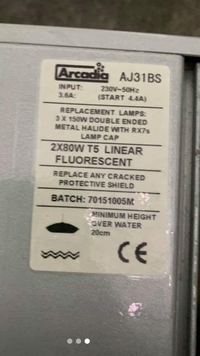 Arcadia AJ31BS
INPUT: 230V~50Hz
3.6A: (START 4.4A)
REPLACEMENT LAMPS:
3 X 150W DOUBLE ENDED
METAL HALIDE WITH RX7s
LAMP CAP
2X80W T5 LINEAR
FLUORESCENT
REPLACE ANY CRACKED
PROTECTIVE SHIELD
BATCH: 70151005M
MINIMUM HEIGHT
OVER WATER
20cm
CE